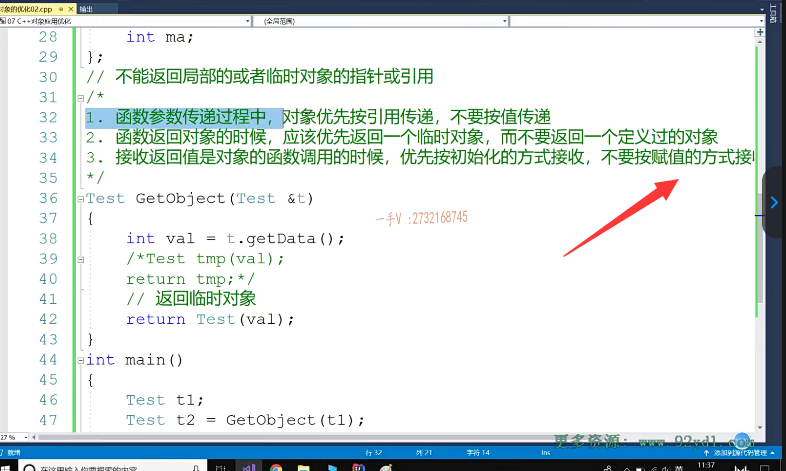 对象的优化02.cpp
输出
07 C++对象应用优化
(全局范围)
28 int ma;
29 };
30 // 不能返回局部的或者临时对象的指针或引用
31 /*
32 1. 函数参数传递过程中，对象优先按引用传递，不要按值传递
33 2. 函数返回对象的时候，应该优先返回一个临时对象，而不要返回一个定义过的对象
34 3. 接收返回值是对象的函数调用的时候，优先按初始化的方式接收，不要按赋值的方式接收
35 */
36 Test GetObject(Test &t)
37 {
一手V :2732168745
38 int val = t.getData();
39 /*Test tmp(val);
40 return tmp;*/
41 // 返回临时对象
42 return Test(val);
43 }
44 int main()
45 {
46 Test t1;
47 Test t2 = GetObject(t1);
更多资源：www.92xdl.com
就绪
行 32
列 21
字符 14
Ins
添加到源代码管理
在这里输入你要搜索的内容
英
11:37